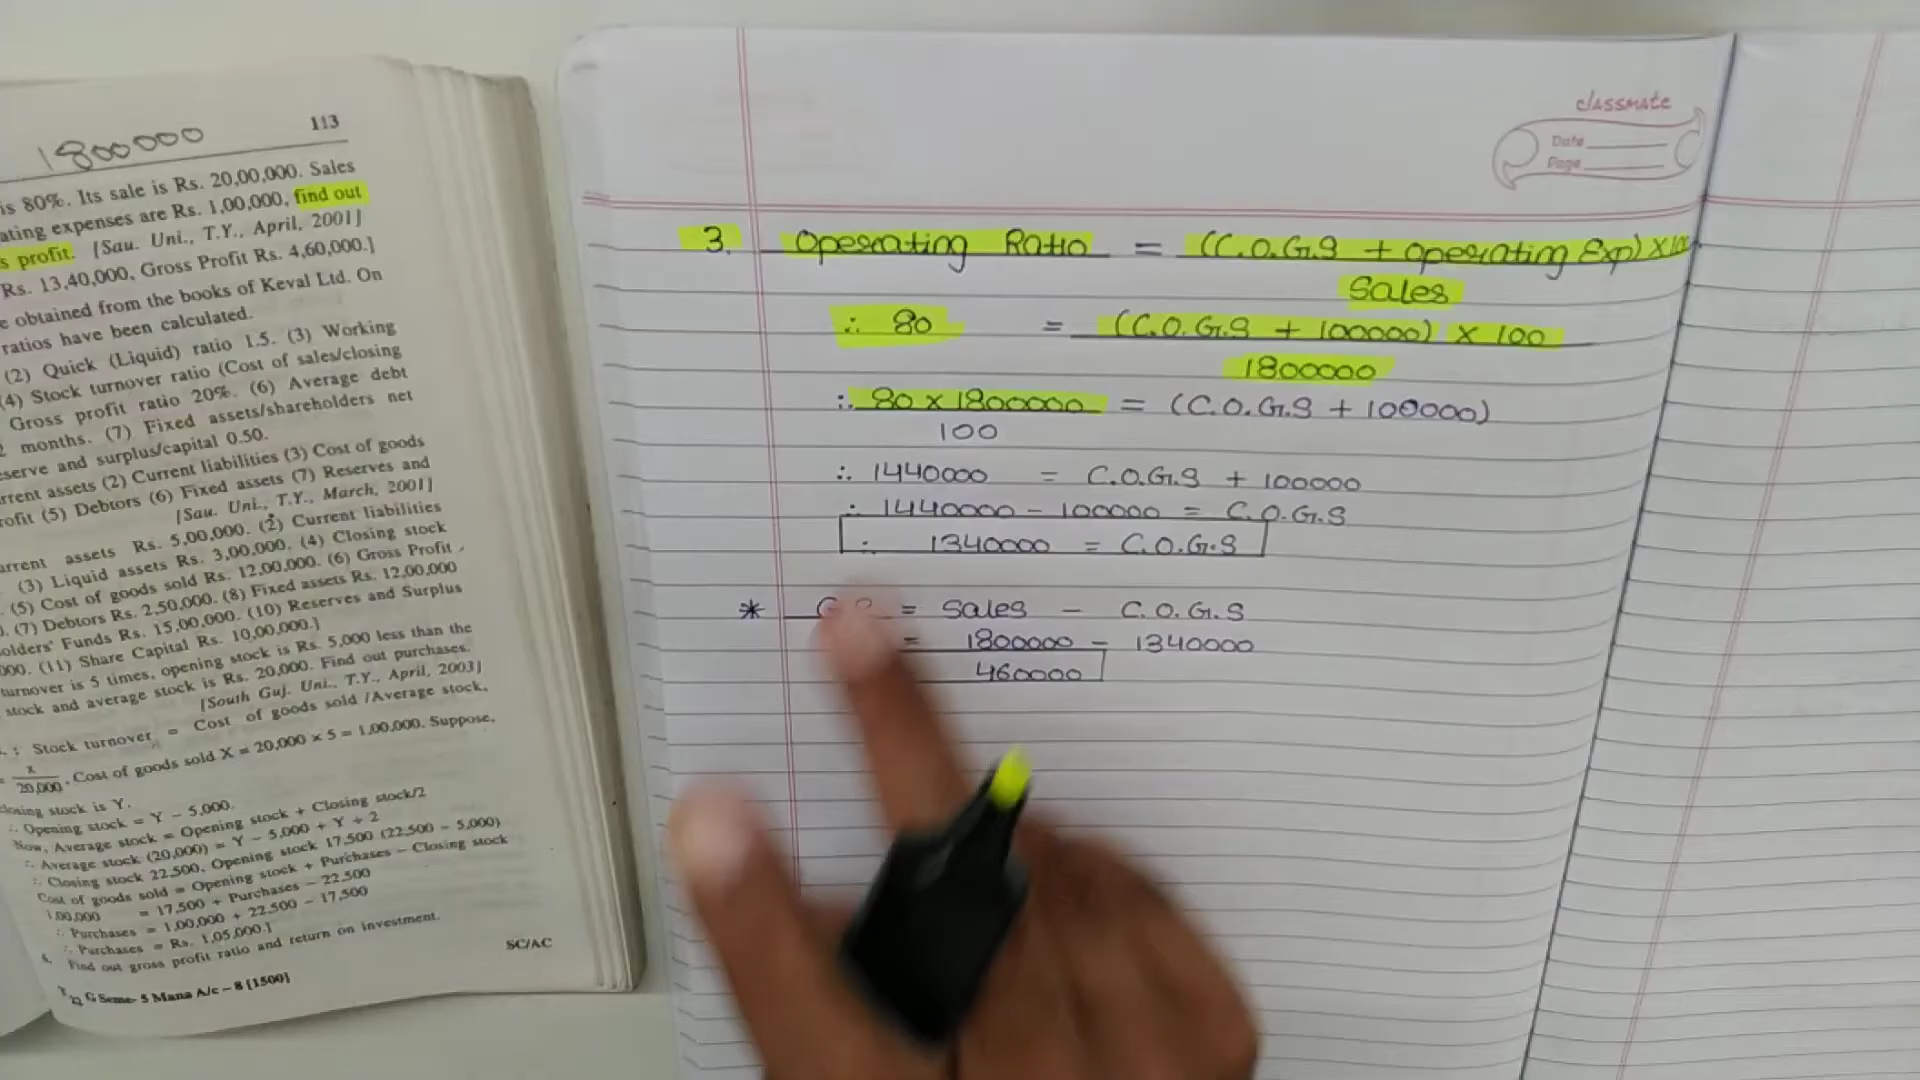 1800000
113
is 80%. Its sale is Rs. 20,00,000. Sales
ating expenses are Rs. 1,00,000, find out
s profit. [Sau. Uni., T.Y., April, 2001]
Rs. 13,40,000, Gross Profit Rs. 4,60,000.]
e obtained from the books of Keval Ltd. On
ratios have been calculated.
(2) Quick (Liquid) ratio 1.5. (3) Working
(4) Stock turnover ratio (Cost of sales/closing
Gross profit ratio 20%. (6) Average debt
2 months. (7) Fixed assets/shareholders net
serve and surplus/capital 0.50.
rrent assets (2) Current liabilities (3) Cost of goods
rofit (5) Debtors (6) Fixed assets (7) Reserves and
[Sau. Uni., T.Y., March, 2001]
urrent assets Rs. 5,00,000. (2) Current liabilities
(3) Liquid assets Rs. 3,00,000. (4) Closing stock
(5) Cost of goods sold Rs. 12,00,000. (6) Gross Profit
). (7) Debtors Rs. 2,50,000. (8) Fixed assets Rs. 12,00,000
olders' Funds Rs. 15,00,000. (10) Reserves and Surplus
000. (11) Share Capital Rs. 10,00,000.]
turnover is 5 times, opening stock is Rs. 5,000 less than the
stock and average stock is Rs. 20,000. Find out purchases.
[South Guj. Uni., T.Y., April, 2003]
: Stock turnover = Cost of goods sold /Average stock.
= x/20,000. Cost of goods sold X = 20,000 × 5 = 1,00,000. Suppose,
closing stock is Y.
∴ Opening stock = Y – 5,000.
Now, Average stock = Opening stock + Closing stock/2
∴ Average stock (20,000) = Y – 5,000 + Y ÷ 2
∴ Closing stock 22,500, Opening stock 17,500 (22,500 – 5,000)
Cost of goods sold = Opening stock + Purchases – Closing stock
1,00,000 = 17,500 + Purchases – 22,500
∴ Purchases = 1,00,000 + 22,500 – 17,500
∴ Purchases = Rs. 1,05,000.]
Find out gross profit ratio and return on investment.
SC/AC
G Seme- 5 Mana A/c – 8 [1500]
classmate
Date
Page
3. Operating Ratio = (C.O.G.S + Operating Exp) × 100
Sales
∴ 80 = (C.O.G.S + 100000) × 100
1800000
∴ 80 × 1800000 = (C.O.G.S + 100000)
100
∴ 1440000 = C.O.G.S + 100000
∴ 1440000 – 100000 = C.O.G.S
∴ 1340000 = C.O.G.S
* = Sales – C.O.G.S
= 1800000 – 1340000
460000